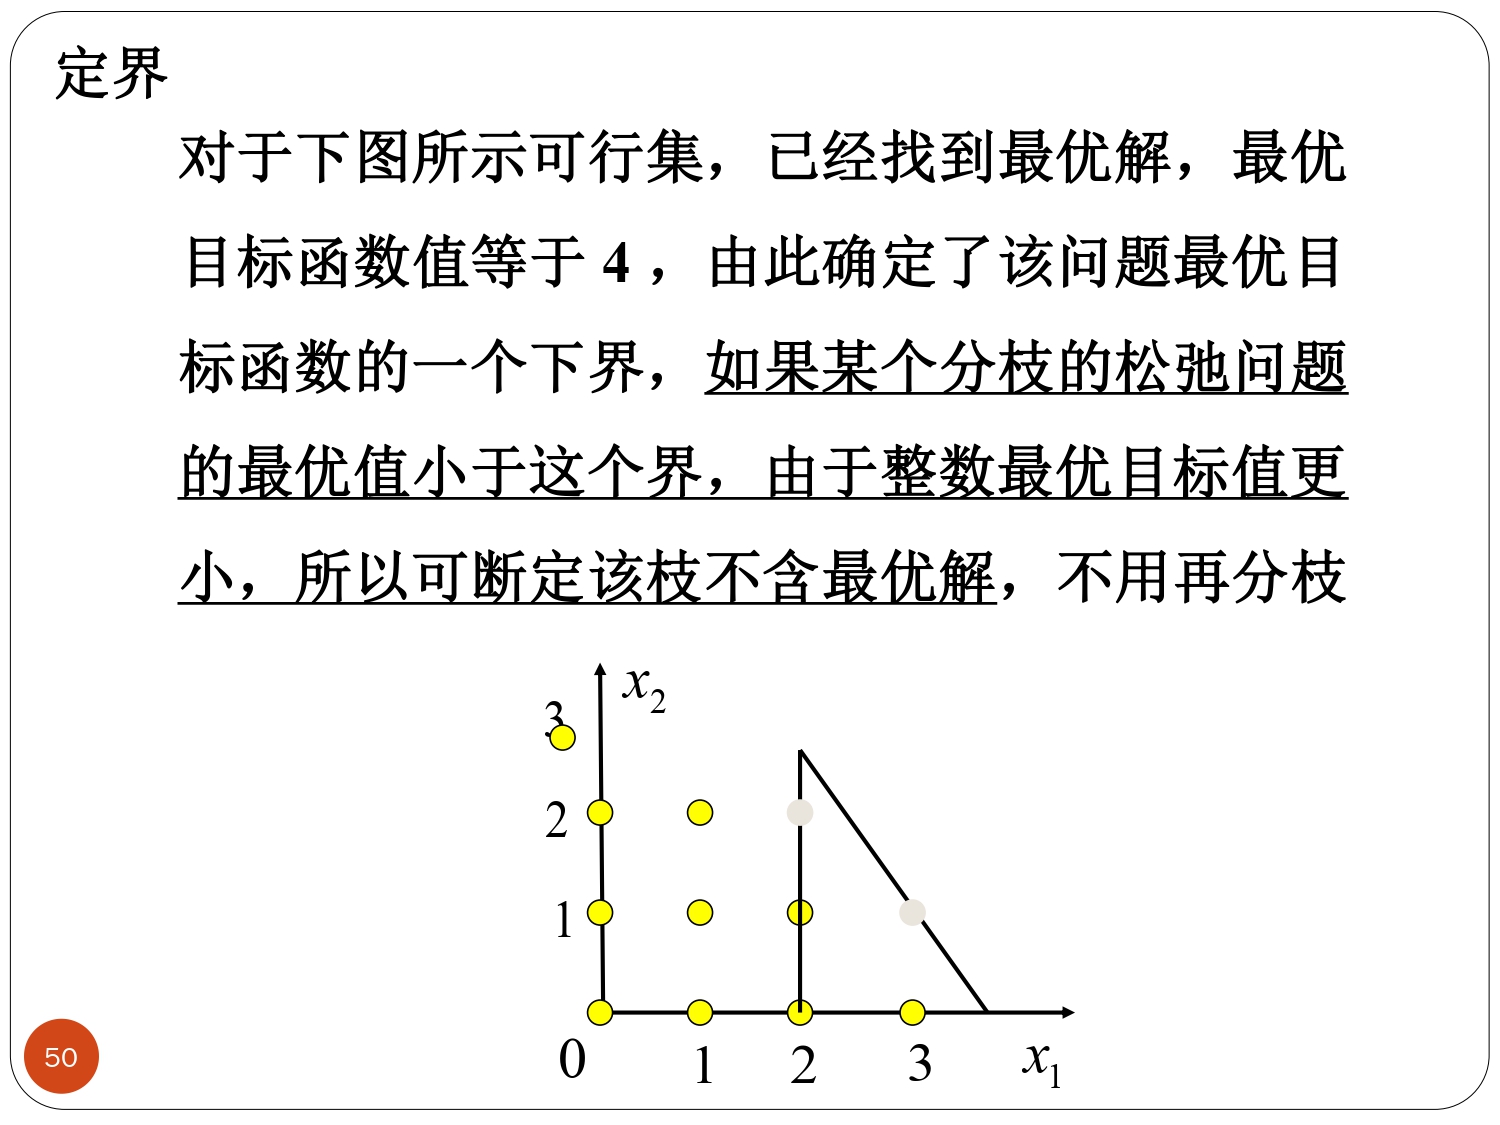 定界
对于下图所示可行集，已经找到最优解，最优
目标函数值等于 4 ，由此确定了该问题最优目
标函数的一个下界，如果某个分枝的松弛问题
的最优值小于这个界，由于整数最优目标值更
小，所以可断定该枝不含最优解，不用再分枝
x2
3
2
1
0 1 2 3 x1
50